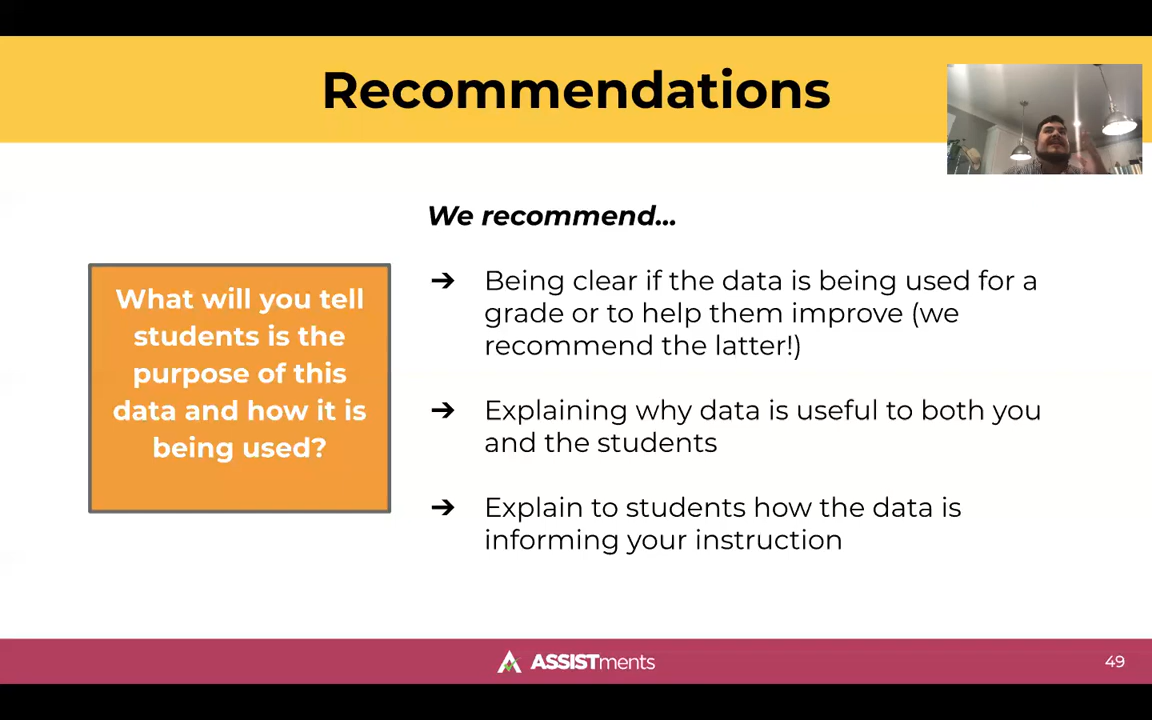 Recommendations
We recommend...
What will you tell
students is the
purpose of this
data and how it is
being used?
➔ Being clear if the data is being used for a
grade or to help them improve (we
recommend the latter!)
➔ Explaining why data is useful to both you
and the students
➔ Explain to students how the data is
informing your instruction
ASSISTments
49